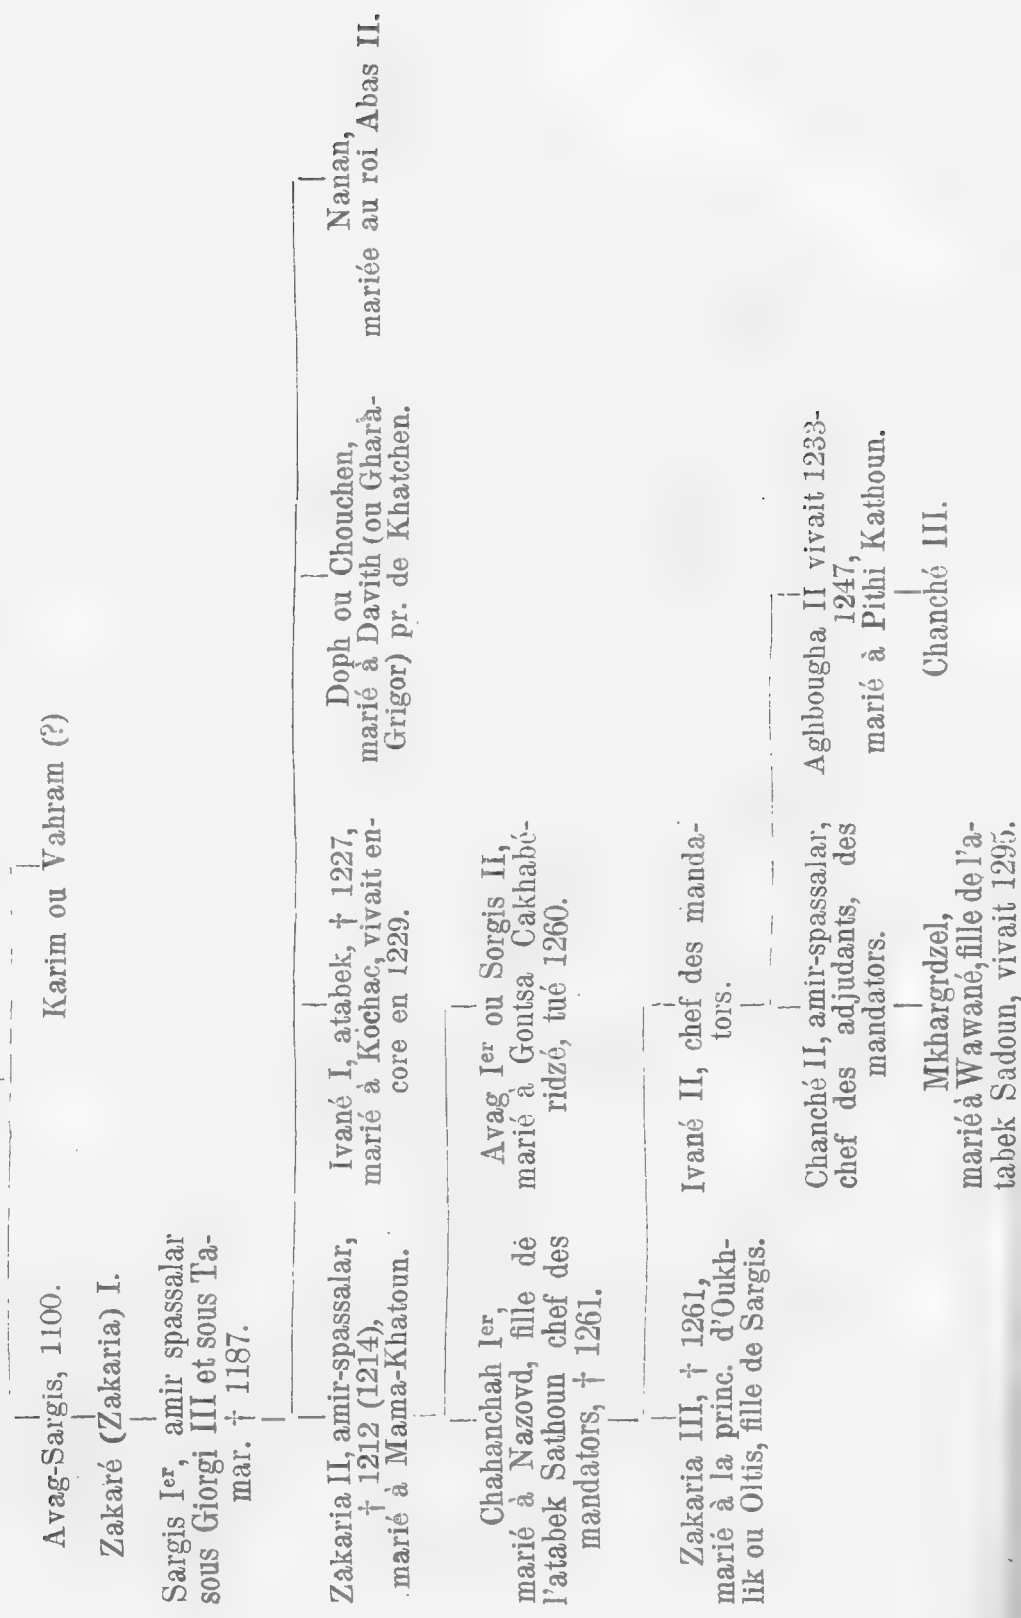 Avag-Sargis, 1100.
Karim ou Vahram (?)
Zakaré (Zakaria) I.
Sargis Ier, amir spassalar
sous Giorgi III et sous Ta-
mar. † 1187.
Zakaria II, amir-spassalar,
† 1212 (1214),
marié à Mama-Khatoun.
Ivané I, atabek, † 1227,
marié à Kochac, vivait en-
core en 1229.
Doph ou Chouchen,
marié à Davith (ou Ghara-
Grigor) pr. de Khatchen.
Nanan,
mariée au roi Abas II.
Chahanchah Ier,
marié à Nazovd, fille de
l'atabek Sathoun chef des
mandators, † 1261.
Avag Ier ou Sorgis II,
marié a Gontsa Cakhabé-
ridzé, tué 1260.
Zakaria III, † 1261,
marié à la princ. d'Oukh-
lik ou Oltis, fille de Sargis.
Ivané II, chef des manda-
tors.
Chanché II, amir-spassalar,
chef des adjudants, des
mandators.
Aghbougha II vivait 1233-
1247,
marié à Pithi Kathoun.
Mkhargrdzel,
marié à Wawané, fille de l'a-
tabek Sadoun, vivait 1295.
Chanché III.